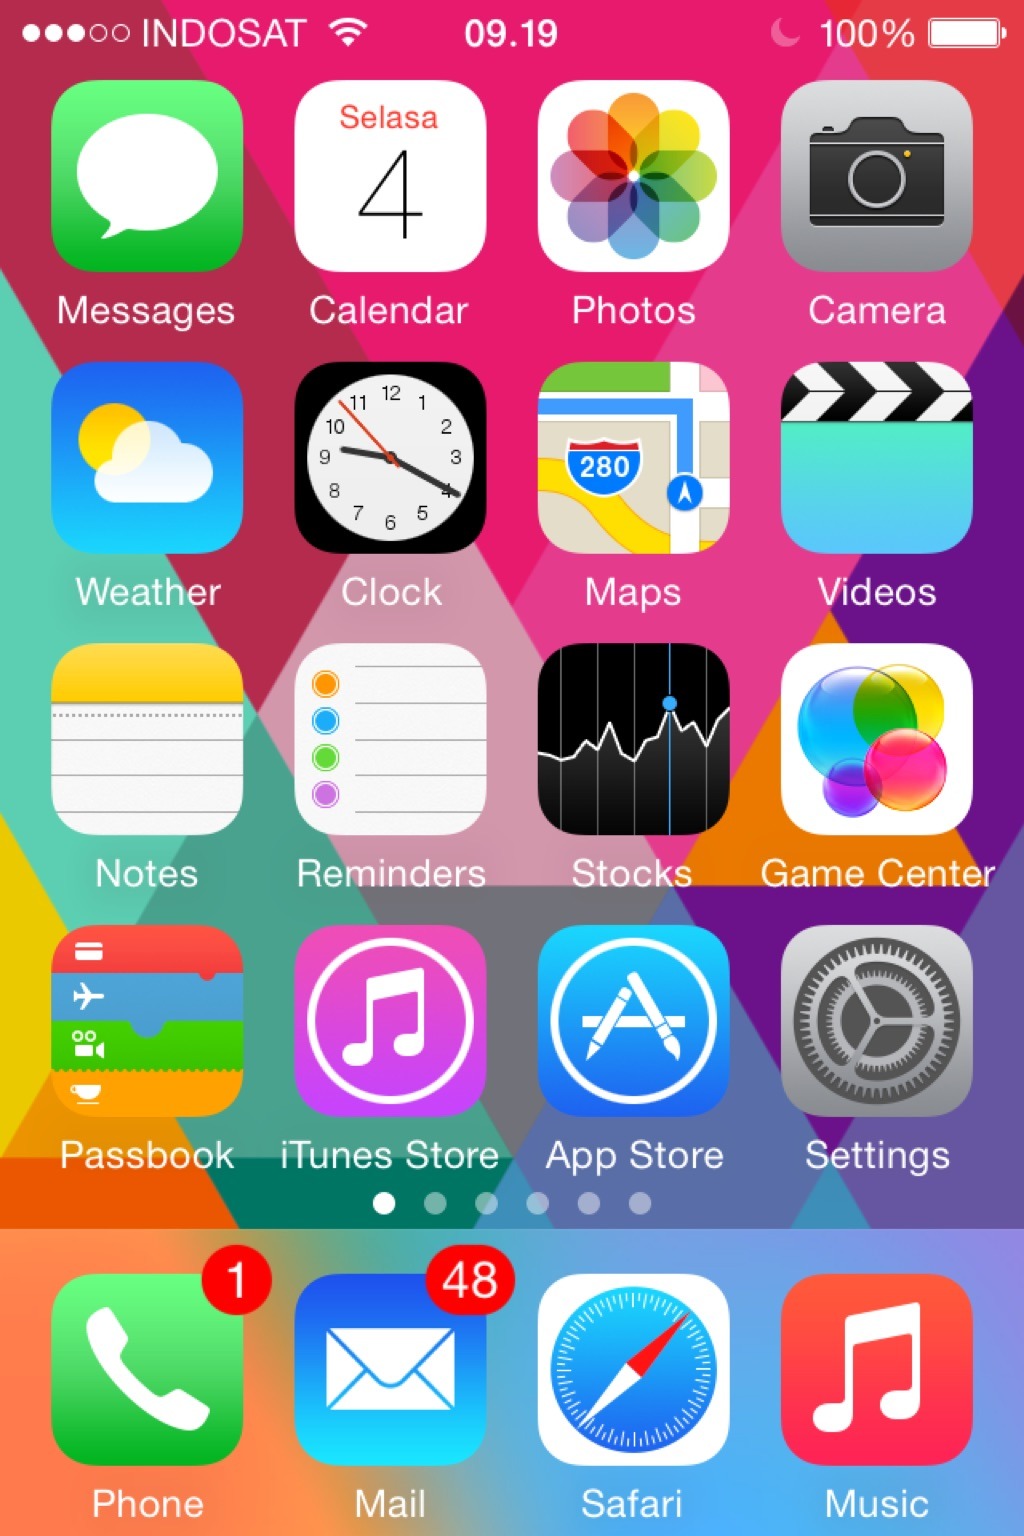 INDOSAT 09.19 100%
Selasa
4
Messages Calendar Photos Camera
12
11 1
10 2
9 3
8 4
7 5
6
280
Weather Clock Maps Videos
Notes Reminders Stocks Game Center
Passbook iTunes Store App Store Settings
1 48
Phone Mail Safari Music